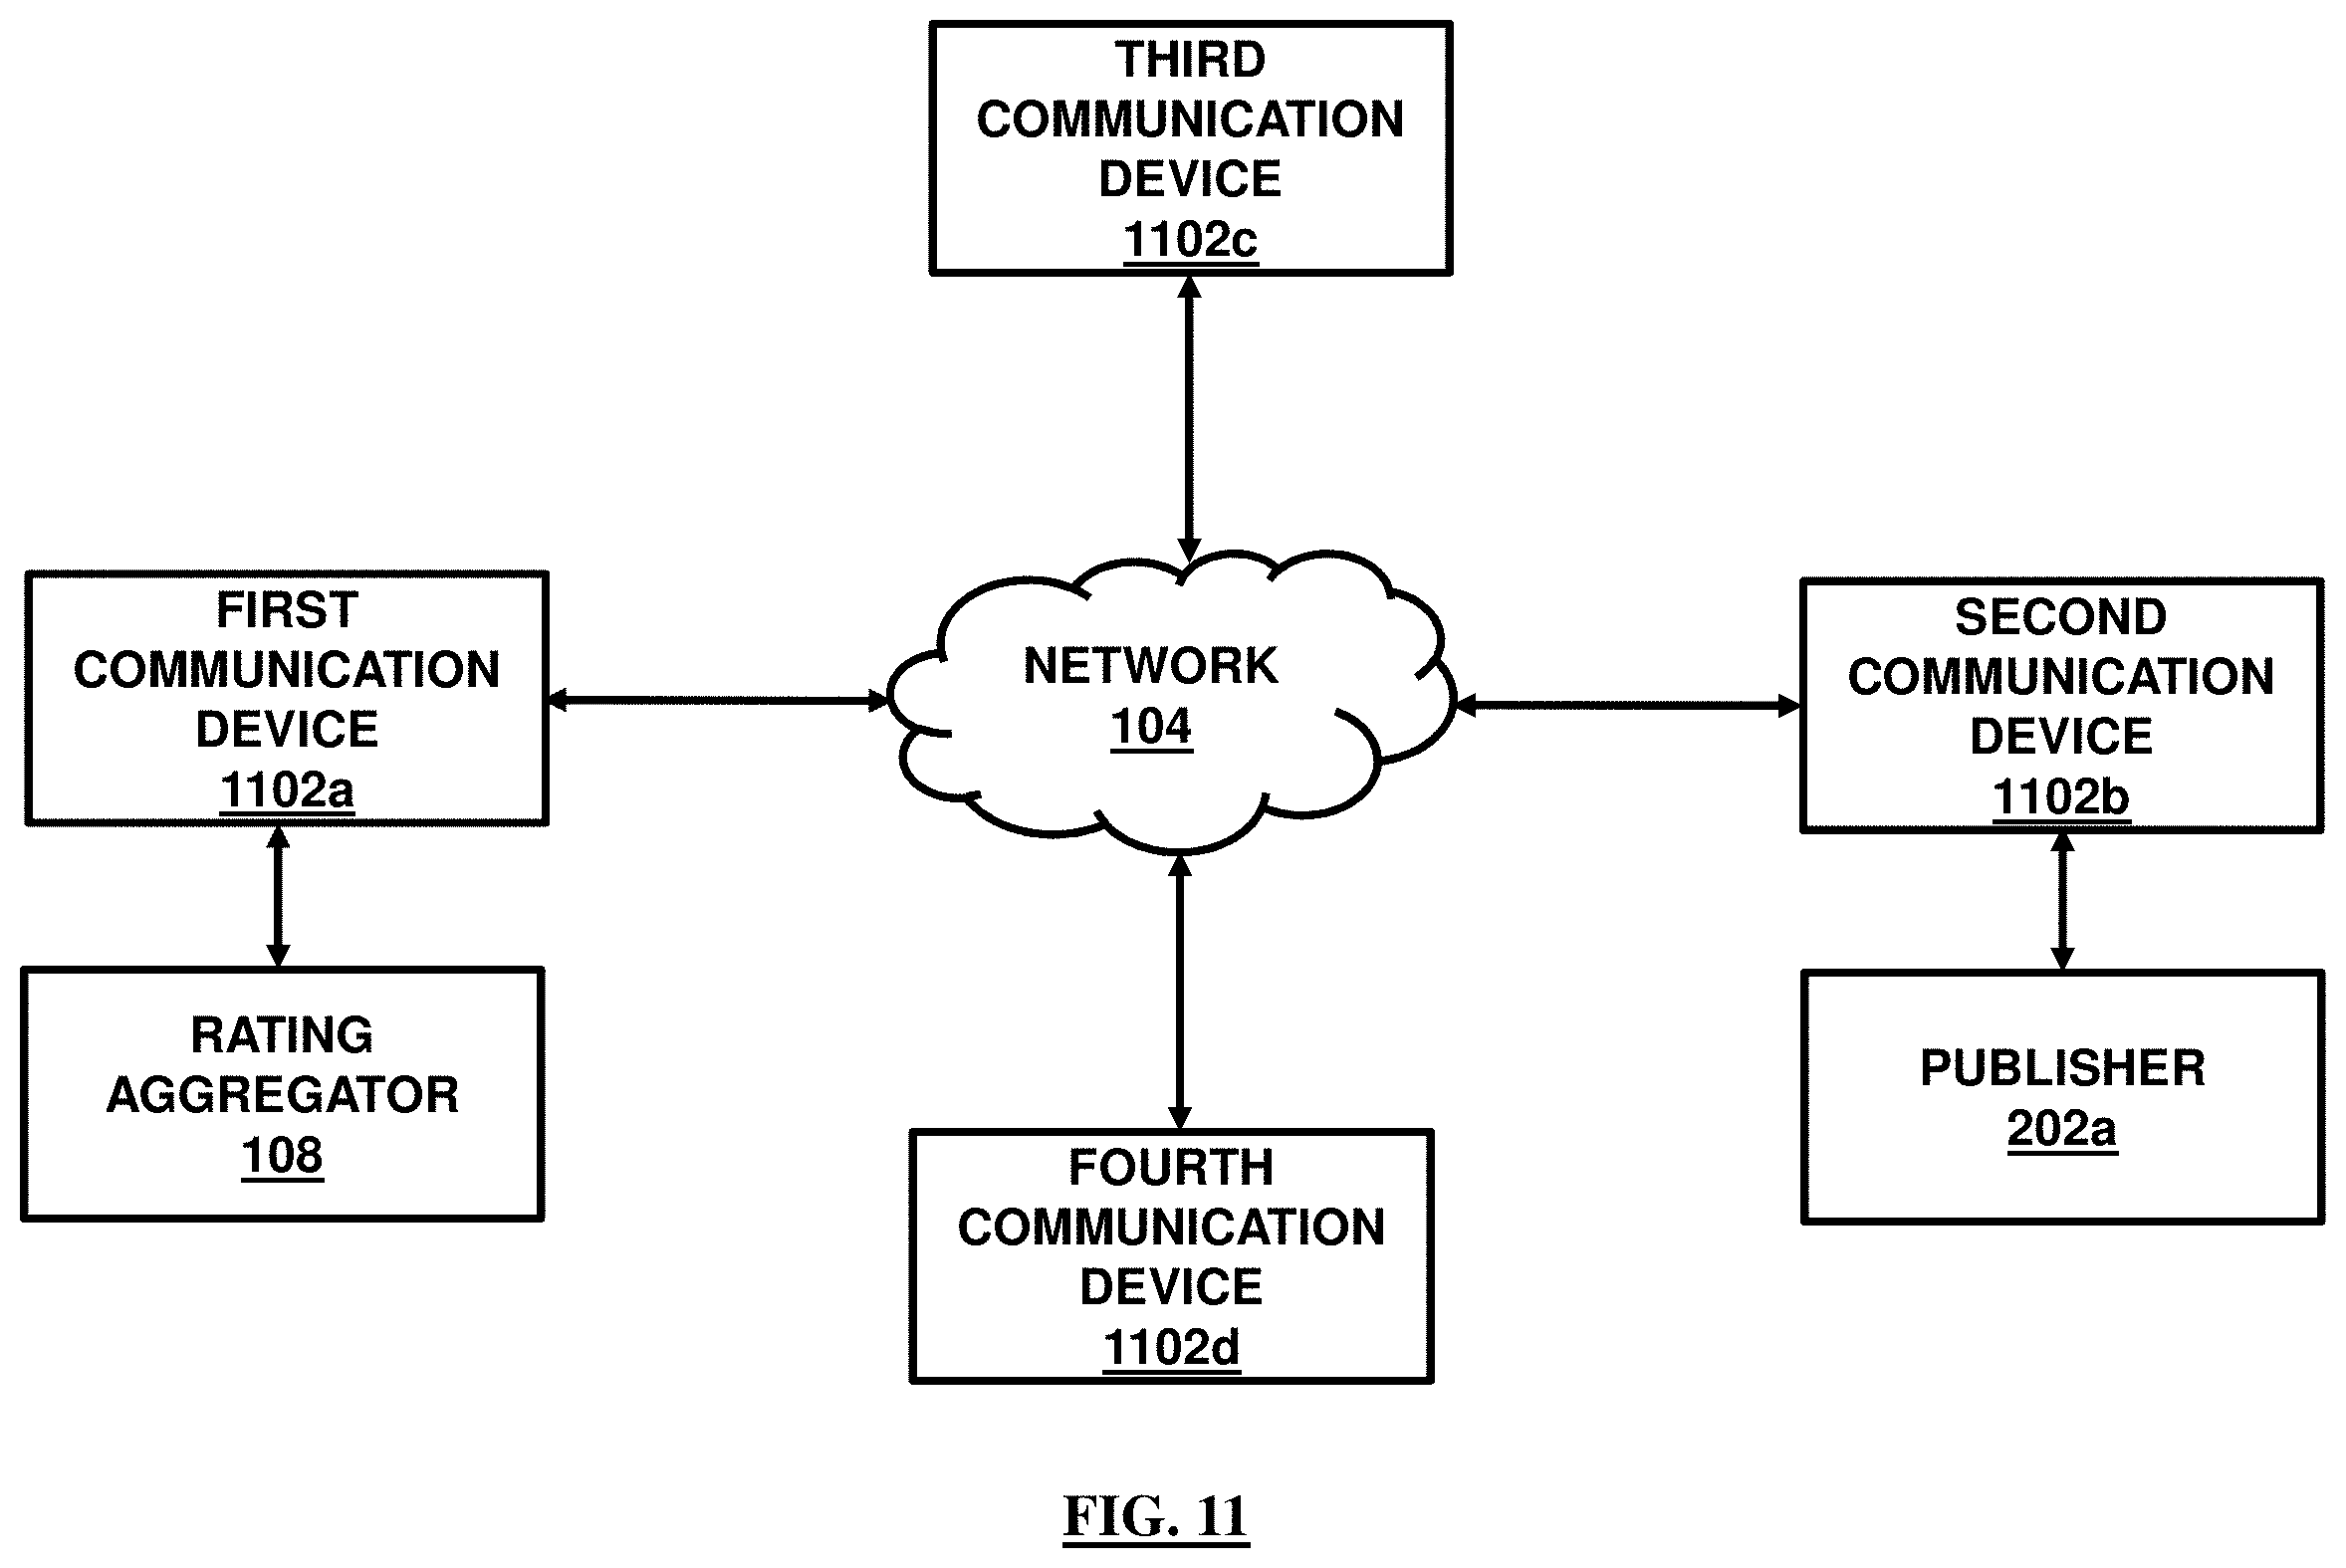 THIRD
COMMUNICATION
DEVICE
1102c
FIRST
COMMUNICATION
DEVICE
1102a
NETWORK
104
SECOND
COMMUNICATION
DEVICE
1102b
RATING
AGGREGATOR
108
FOURTH
COMMUNICATION
DEVICE
1102d
PUBLISHER
202a
FIG. 11